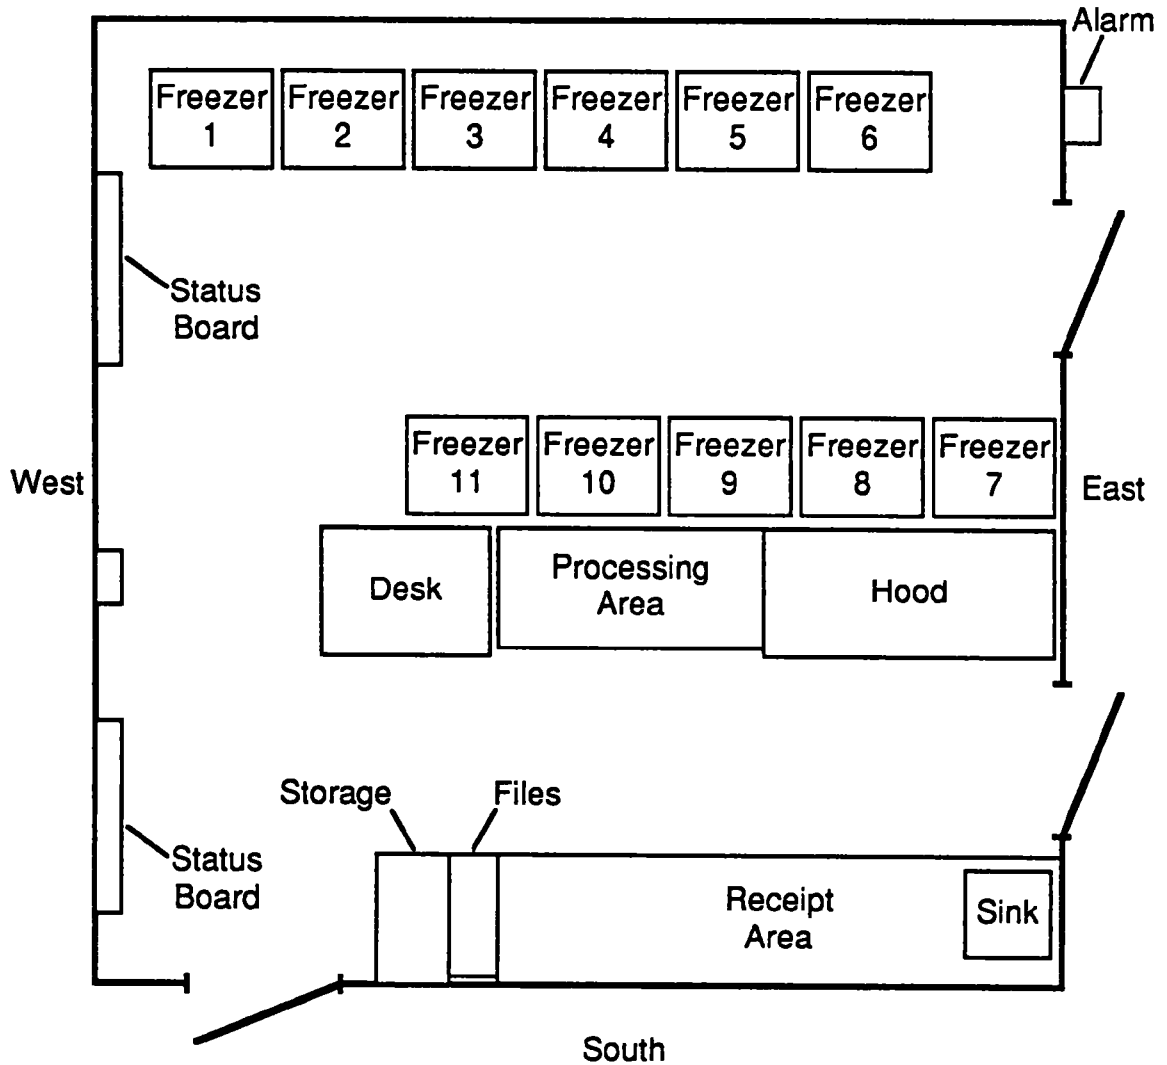 Alarm
Freezer
1
Freezer
2
Freezer
3
Freezer
4
Freezer
5
Freezer
6
Status
Board
West
Freezer
11
Freezer
10
Freezer
9
Freezer
8
Freezer
7
East
Desk
Processing
Area
Hood
Storage
Files
Status
Board
Receipt
Area
Sink
South